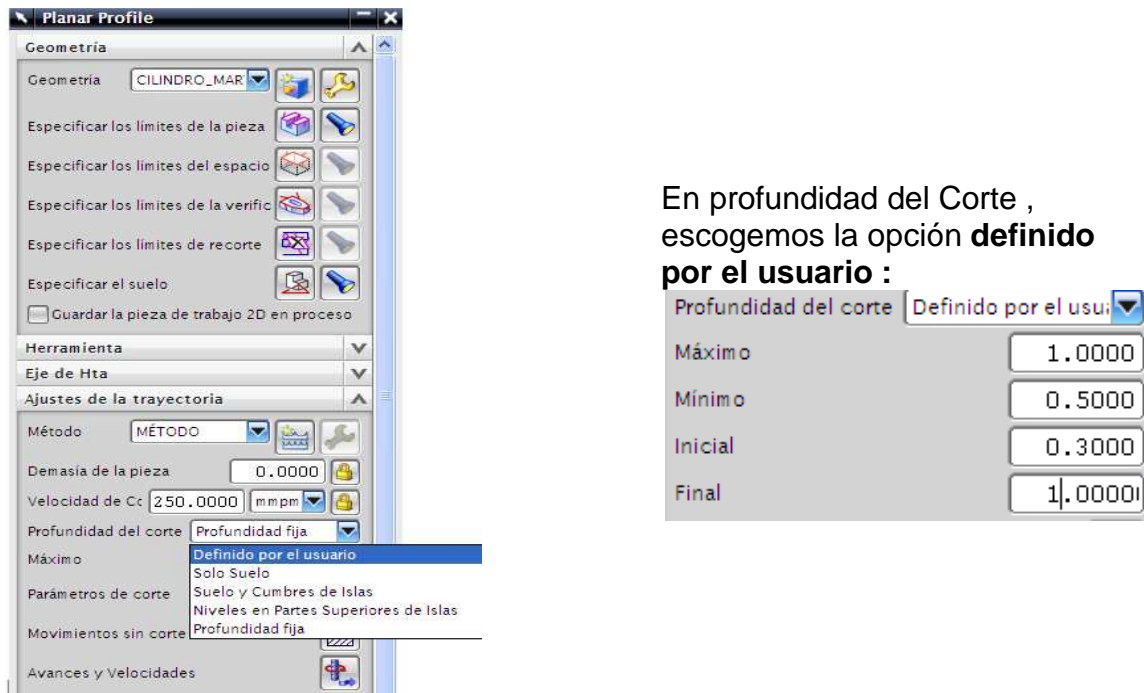 Planar Profile
Geometría
Geometría CILINDRO_MAR
Especificar los límites de la pieza
Especificar los límites del espacio
Especificar los límites de la verific
Especificar los límites de recorte
Especificar el suelo
Guardar la pieza de trabajo 2D en proceso
Herramienta
Eje de Hta
Ajustes de la trayectoria
Método MÉTODO
Demasía de la pieza 0.0000
Velocidad de Cc 250.0000 mmpm
Profundidad del corte Profundidad fija
Máximo
Definido por el usuario
Solo Suelo
Suelo y Cumbres de Islas
Niveles en Partes Superiores de Islas
Profundidad fija
Parámetros de corte
Movimientos sin corte
Avances y Velocidades
En profundidad del Corte ,
escogemos la opción definido
por el usuario :
Profundidad del corte Definido por el usu
Máximo 1.0000
Mínimo 0.5000
Inicial 0.3000
Final 1.0000